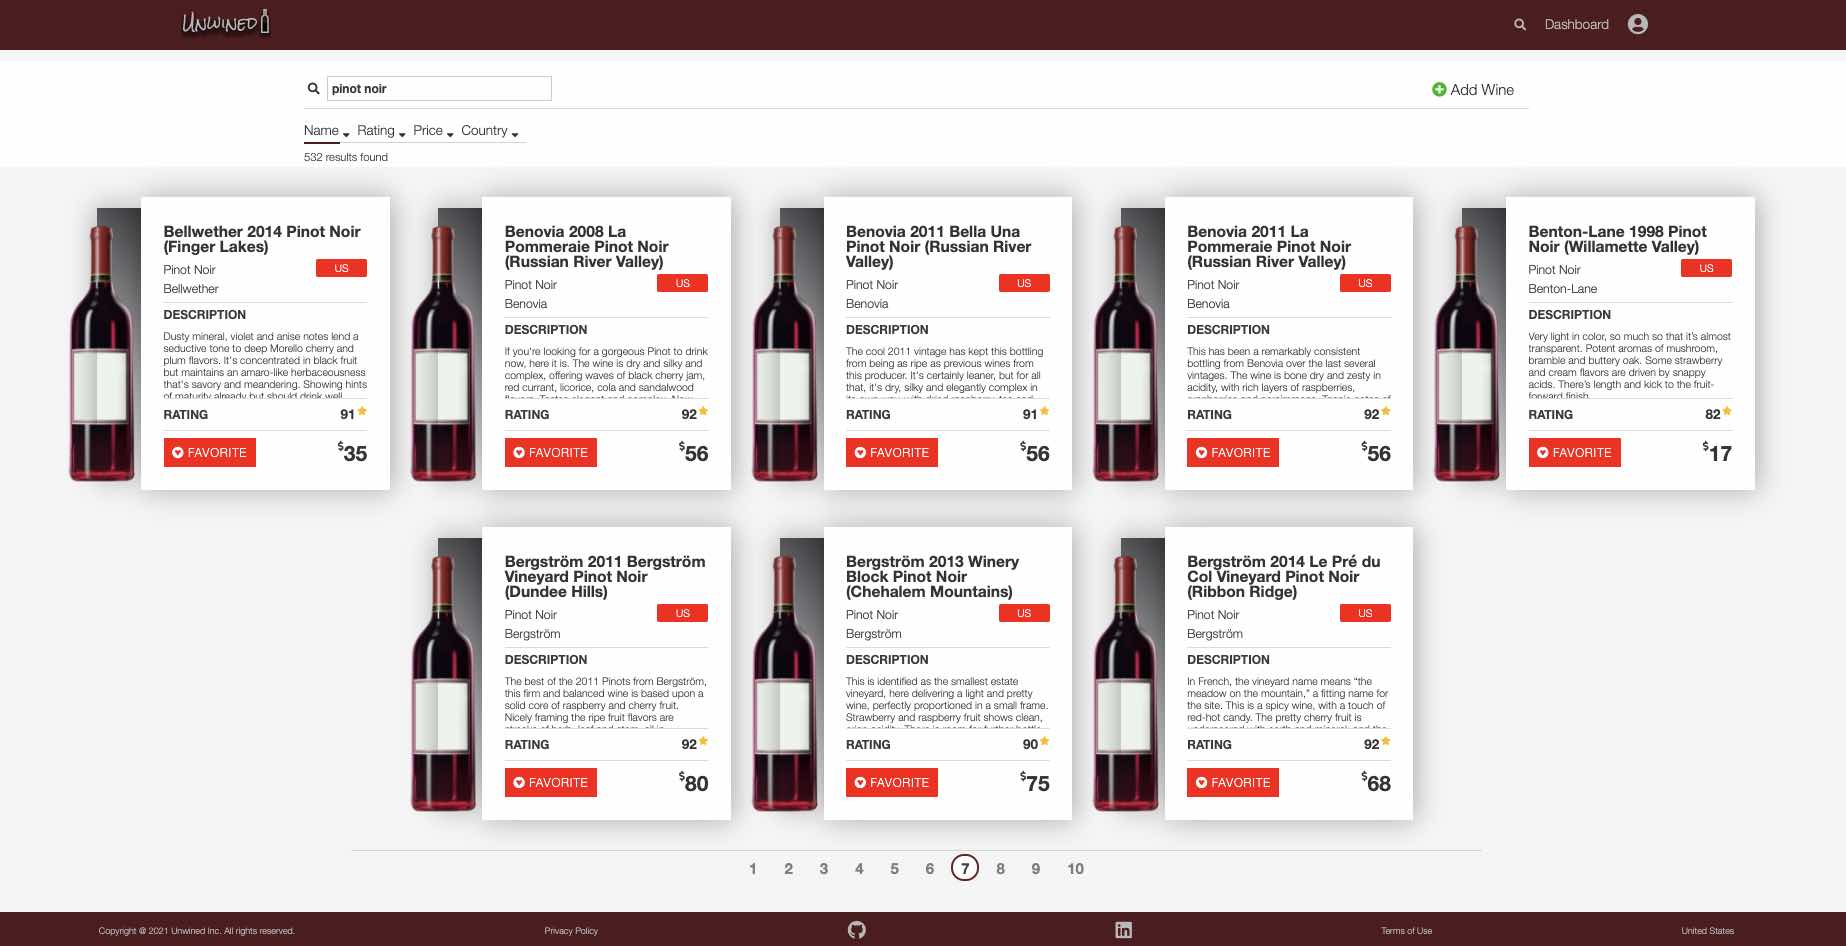 Unwined
Dashboard
pinot noir
Add Wine
Name Rating Price Country
532 results found
Bellwether 2014 Pinot Noir
(Finger Lakes)
Pinot Noir
US
Bellwether
DESCRIPTION
Dusty mineral, violet and anise notes lend a
seductive tone to deep Morello cherry and
plum flavors. It's concentrated in black fruit
but maintains an amaro-like herbaceousness
that's savory and meandering. Showing hints
of maturity already but should drink well
RATING 91
FAVORITE $35
Benovia 2008 La
Pommeraie Pinot Noir
(Russian River Valley)
Pinot Noir
US
Benovia
DESCRIPTION
If you're looking for a gorgeous Pinot to drink
now, here it is. The wine is dry and silky and
complex, offering waves of black cherry jam,
red currant, licorice, cola and sandalwood
flavors. Tastes elegant and complex. Now
RATING 92
FAVORITE $56
Benovia 2011 Bella Una
Pinot Noir (Russian River
Valley)
Pinot Noir
US
Benovia
DESCRIPTION
The cool 2011 vintage has kept this bottling
from being as ripe as previous wines from
this producer. It's certainly leaner, but for all
that, it's dry, silky and elegantly complex in
its own way, with dried raspberry, tea and
RATING 91
FAVORITE $56
Benovia 2011 La
Pommeraie Pinot Noir
(Russian River Valley)
Pinot Noir
US
Benovia
DESCRIPTION
This has been a remarkably consistent
bottling from Benovia over the last several
vintages. The wine is bone dry and zesty in
acidity, with rich layers of raspberries,
RATING 92
FAVORITE $56
Benton-Lane 1998 Pinot
Noir (Willamette Valley)
Pinot Noir
US
Benton-Lane
DESCRIPTION
Very light in color, so much so that it's almost
transparent. Potent aromas of mushroom,
bramble and buttery oak. Some strawberry
and cream flavors are driven by snappy
acids. There's length and kick to the fruit-
forward finish.
RATING 82
FAVORITE $17
Bergström 2011 Bergström
Vineyard Pinot Noir
(Dundee Hills)
Pinot Noir
US
Bergström
DESCRIPTION
The best of the 2011 Pinots from Bergström,
this firm and balanced wine is based upon a
solid core of raspberry and cherry fruit.
Nicely framing the ripe fruit flavors are
RATING 92
FAVORITE $80
Bergström 2013 Winery
Block Pinot Noir
(Chehalem Mountains)
Pinot Noir
US
Bergström
DESCRIPTION
This is identified as the smallest estate
vineyard, here delivering a light and pretty
wine, perfectly proportioned in a small frame.
Strawberry and raspberry fruit shows clean,
RATING 90
FAVORITE $75
Bergström 2014 Le Pré du
Col Vineyard Pinot Noir
(Ribbon Ridge)
Pinot Noir
US
Bergström
DESCRIPTION
In French, the vineyard name means “the
meadow on the mountain,” a fitting name for
the site. This is a spicy wine, with a touch of
red-hot candy. The pretty cherry fruit is
RATING 92
FAVORITE $68
1 2 3 4 5 6 7 8 9 10
Copyright @ 2021 Unwined Inc. All rights reserved. Privacy Policy Terms of Use United States